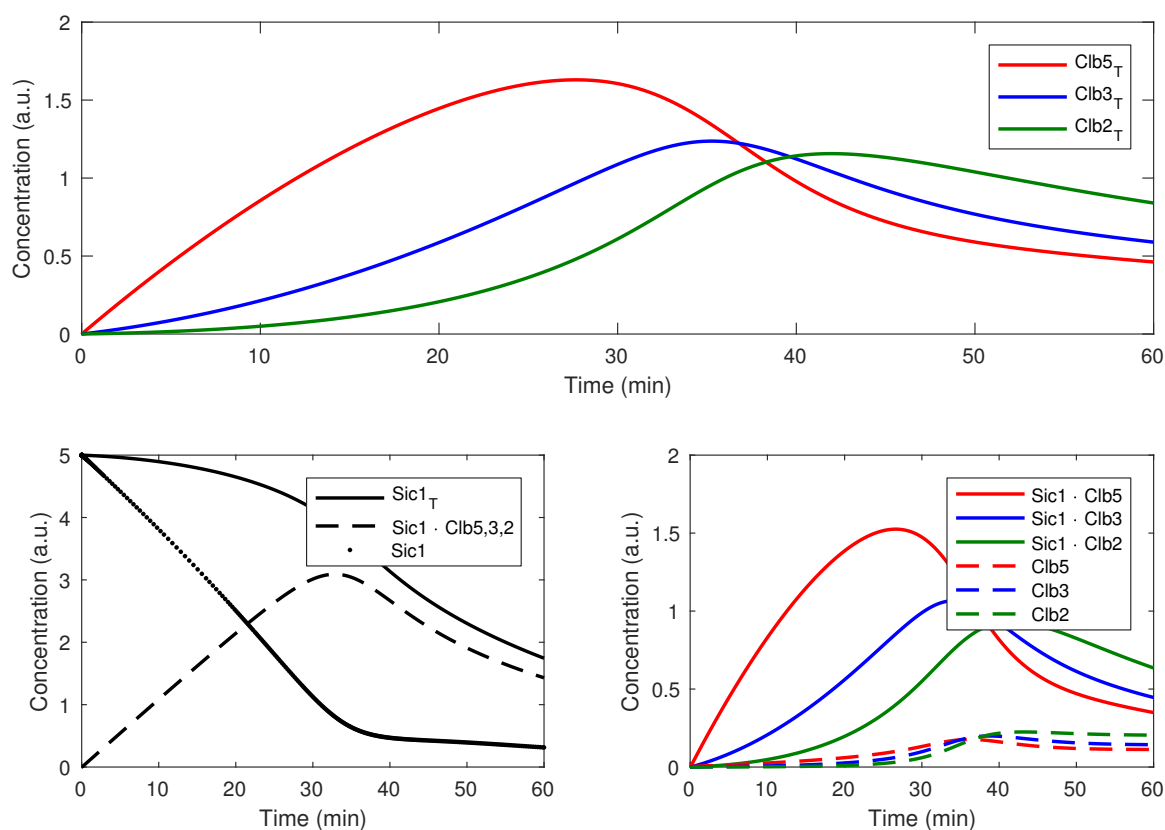 2
1.5
1
0.5
0
Concentration (a.u.)
Clb5T
Clb3T
Clb2T
0 10 20 30 40 50 60
Time (min)
5
4
3
2
1
0
Concentration (a.u.)
Sic1T
Sic1 · Clb5,3,2
Sic1
0 10 20 30 40 50 60
Time (min)
2
1.5
1
0.5
0
Concentration (a.u.)
Sic1 · Clb5
Sic1 · Clb3
Sic1 · Clb2
Clb5
Clb3
Clb2
0 10 20 30 40 50 60
Time (min)